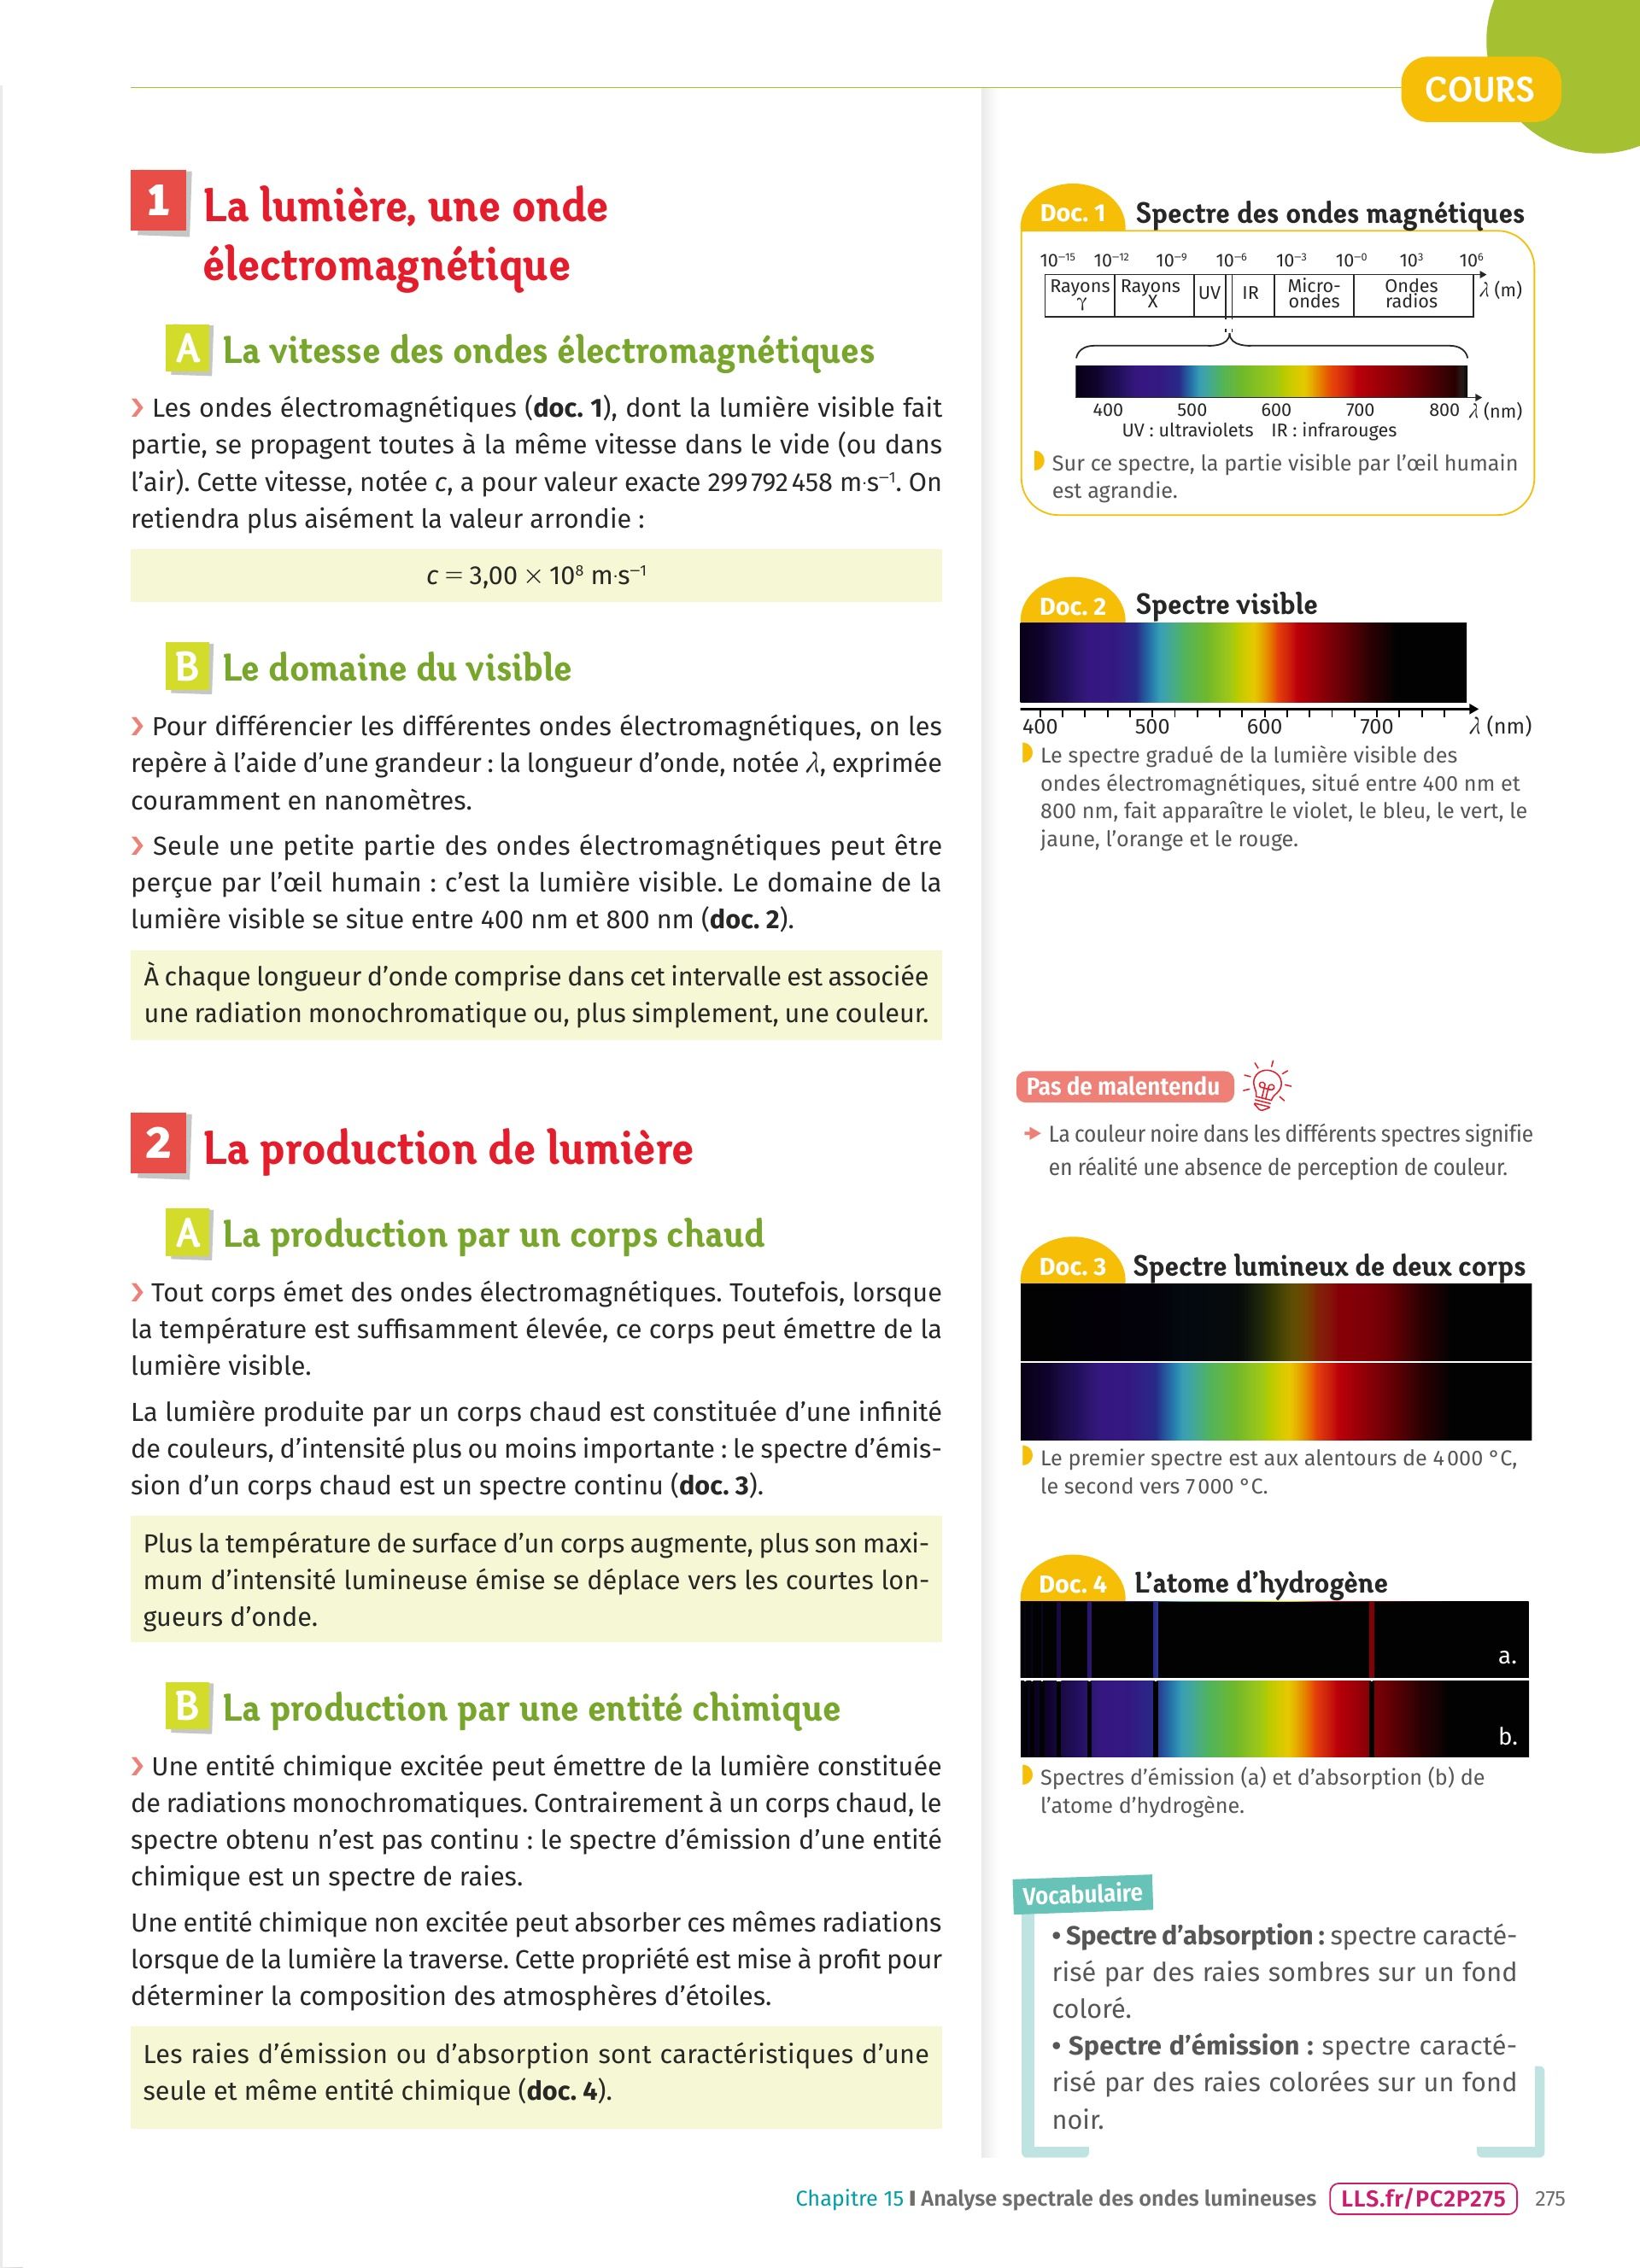 COURS
1 La lumière, une onde
électromagnétique
A La vitesse des ondes électromagnétiques
› Les ondes électromagnétiques (doc. 1), dont la lumière visible fait
partie, se propagent toutes à la même vitesse dans le vide (ou dans
l’air). Cette vitesse, notée c, a pour valeur exacte 299 792 458 m·s⁻¹. On
retiendra plus aisément la valeur arrondie :
c = 3,00 × 10⁸ m·s⁻¹
B Le domaine du visible
› Pour différencier les différentes ondes électromagnétiques, on les
repère à l’aide d’une grandeur : la longueur d’onde, notée λ, exprimée
couramment en nanomètres.
› Seule une petite partie des ondes électromagnétiques peut être
perçue par l’œil humain : c’est la lumière visible. Le domaine de la
lumière visible se situe entre 400 nm et 800 nm (doc. 2).
À chaque longueur d’onde comprise dans cet intervalle est associée
une radiation monochromatique ou, plus simplement, une couleur.
2 La production de lumière
A La production par un corps chaud
› Tout corps émet des ondes électromagnétiques. Toutefois, lorsque
la température est suffisamment élevée, ce corps peut émettre de la
lumière visible.
La lumière produite par un corps chaud est constituée d’une infinité
de couleurs, d’intensité plus ou moins importante : le spectre d’émis-
sion d’un corps chaud est un spectre continu (doc. 3).
Plus la température de surface d’un corps augmente, plus son maxi-
mum d’intensité lumineuse émise se déplace vers les courtes lon-
gueurs d’onde.
B La production par une entité chimique
› Une entité chimique excitée peut émettre de la lumière constituée
de radiations monochromatiques. Contrairement à un corps chaud, le
spectre obtenu n’est pas continu : le spectre d’émission d’une entité
chimique est un spectre de raies.
Une entité chimique non excitée peut absorber ces mêmes radiations
lorsque de la lumière la traverse. Cette propriété est mise à profit pour
déterminer la composition des atmosphères d’étoiles.
Les raies d’émission ou d’absorption sont caractéristiques d’une
seule et même entité chimique (doc. 4).
Doc. 1 Spectre des ondes magnétiques
10⁻¹⁵ 10⁻¹² 10⁻⁹ 10⁻⁶ 10⁻³ 10⁻⁰ 10³ 10⁶
Rayons Rayons UV IR Micro- Ondes λ (m)
γ X ondes radios
400 500 600 700 800 λ (nm)
UV : ultraviolets IR : infrarouges
Sur ce spectre, la partie visible par l’œil humain
est agrandie.
Doc. 2 Spectre visible
400 500 600 700 λ (nm)
Le spectre gradué de la lumière visible des
ondes électromagnétiques, situé entre 400 nm et
800 nm, fait apparaître le violet, le bleu, le vert, le
jaune, l’orange et le rouge.
Pas de malentendu
La couleur noire dans les différents spectres signifie
en réalité une absence de perception de couleur.
Doc. 3 Spectre lumineux de deux corps
Le premier spectre est aux alentours de 4 000 °C,
le second vers 7 000 °C.
Doc. 4 L’atome d’hydrogène
a.
b.
Spectres d’émission (a) et d’absorption (b) de
l’atome d’hydrogène.
Vocabulaire
• Spectre d’absorption : spectre caracté-
risé par des raies sombres sur un fond
coloré.
• Spectre d’émission : spectre caracté-
risé par des raies colorées sur un fond
noir.
Chapitre 15 I Analyse spectrale des ondes lumineuses LLS.fr/PC2P275 275